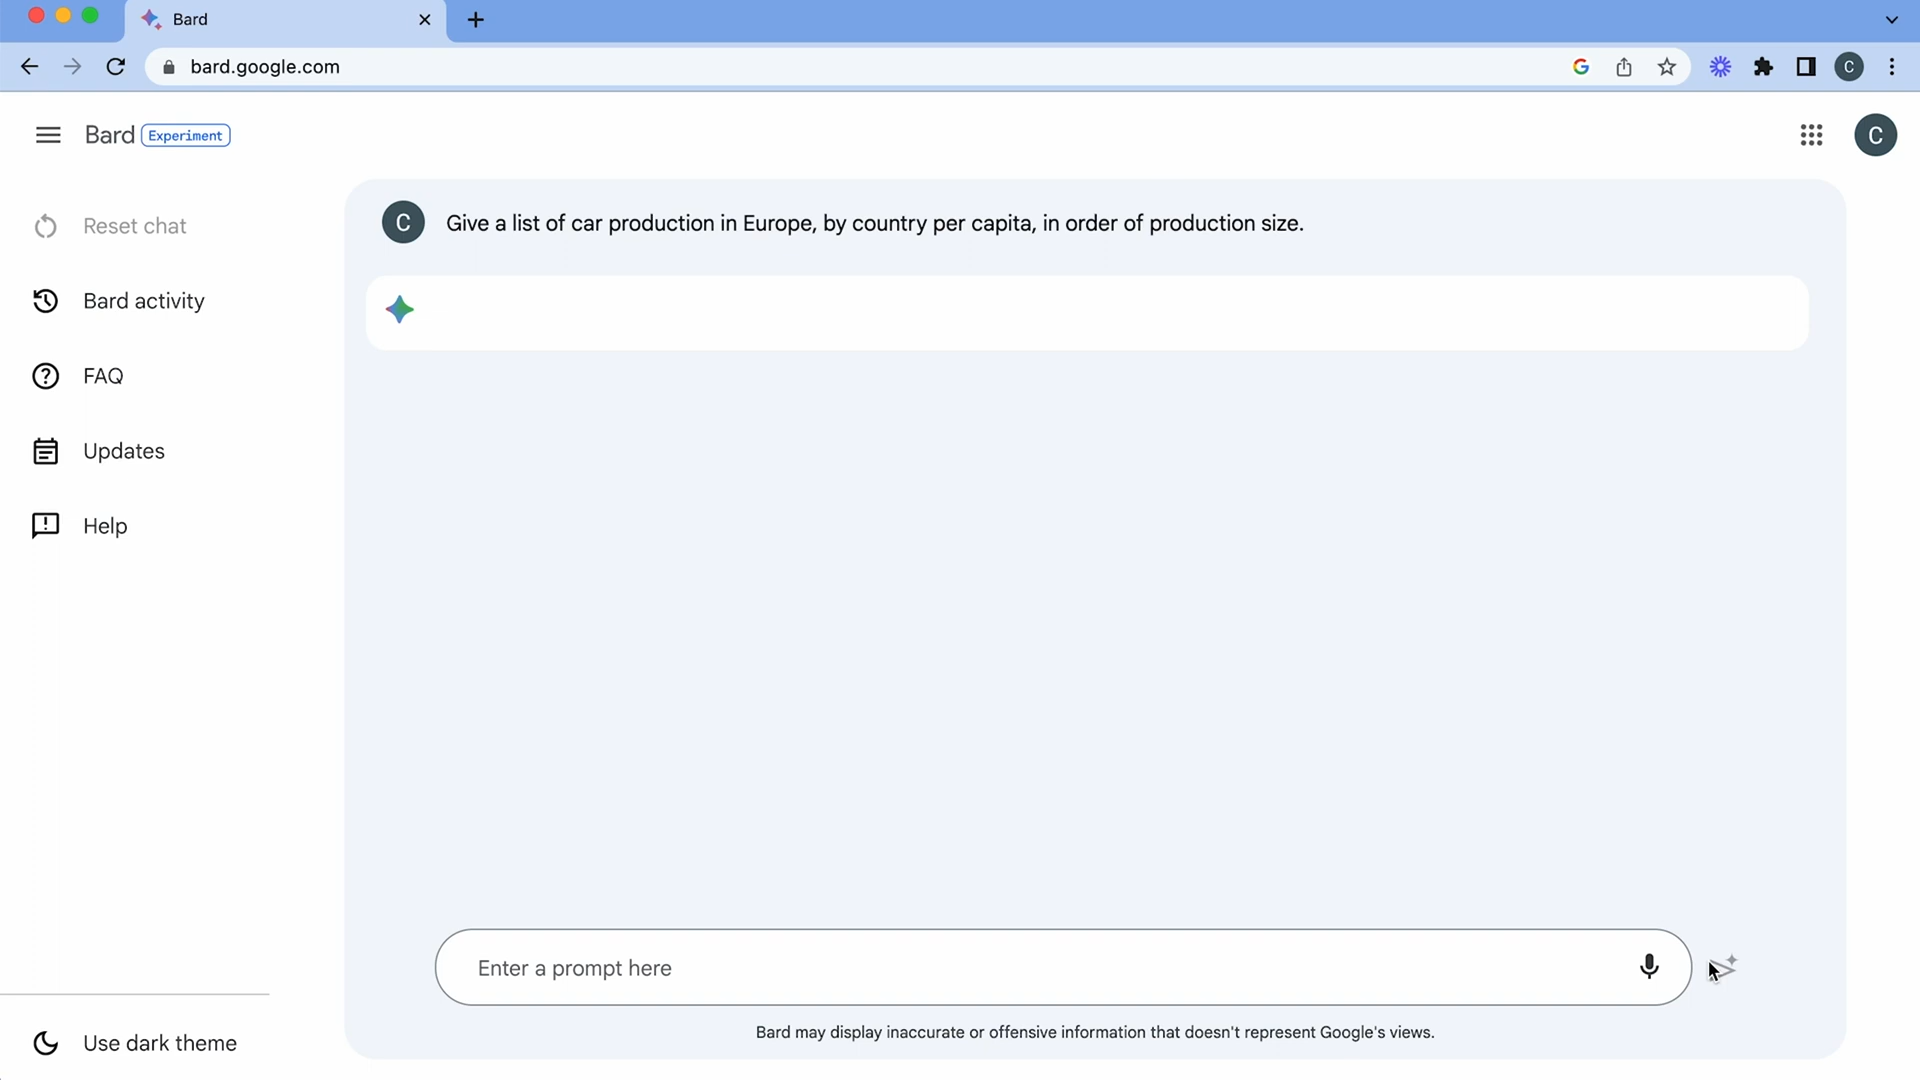 Bard
bard.google.com
C
Bard Experiment
C
Reset chat
Bard activity
FAQ
Updates
Help
Use dark theme
C
Give a list of car production in Europe, by country per capita, in order of production size.
Enter a prompt here
Bard may display inaccurate or offensive information that doesn't represent Google's views.